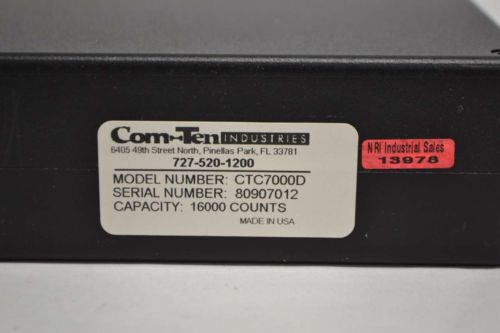 Com-Ten INDUSTRIES
6405 49th Street North, Pinellas Park, FL 33781
727-520-1200
MODEL NUMBER: CTC7000D
SERIAL NUMBER: 80907012
CAPACITY: 16000 COUNTS
MADE IN USA
NRI Industrial Sales
13978